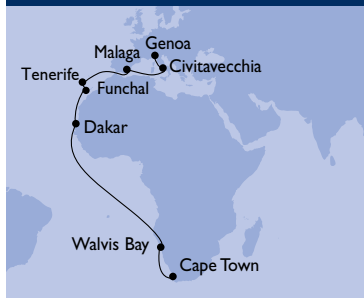 Malaga
Genoa
Civitavecchia
Tenerife
Funchal
Dakar
Walvis Bay
Cape Town